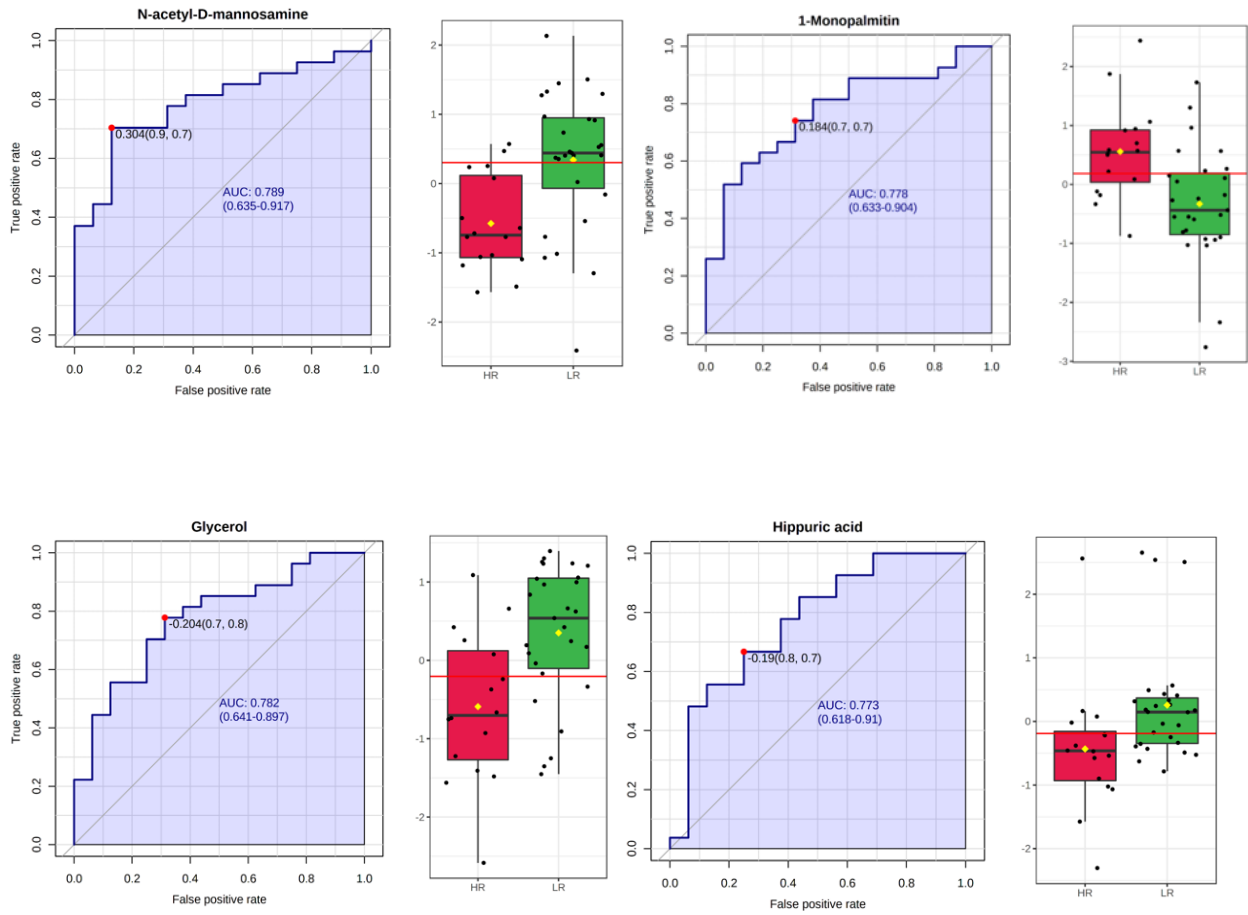 N-acetyl-D-mannosamine
1.0
0.8
0.6
0.4
0.2
0.0
True positive rate
0.304(0.9, 0.7)
AUC: 0.789
(0.635-0.917)
0.0 0.2 0.4 0.6 0.8 1.0
False positive rate
2
1
0
-1
-2
HR LR
1-Monopalmitin
1.0
0.8
0.6
0.4
0.2
0.0
True positive rate
0.184(0.7, 0.7)
AUC: 0.778
(0.633-0.904)
0.0 0.2 0.4 0.6 0.8 1.0
False positive rate
2
1
0
-1
-2
-3
HR LR
Glycerol
1.0
0.8
0.6
0.4
0.2
0.0
True positive rate
-0.204(0.7, 0.8)
AUC: 0.782
(0.641-0.897)
0.0 0.2 0.4 0.6 0.8 1.0
False positive rate
1
0
-1
-2
HR LR
Hippuric acid
1.0
0.8
0.6
0.4
0.2
0.0
True positive rate
-0.19(0.8, 0.7)
AUC: 0.773
(0.618-0.91)
0.0 0.2 0.4 0.6 0.8 1.0
False positive rate
2
1
0
-1
-2
HR LR